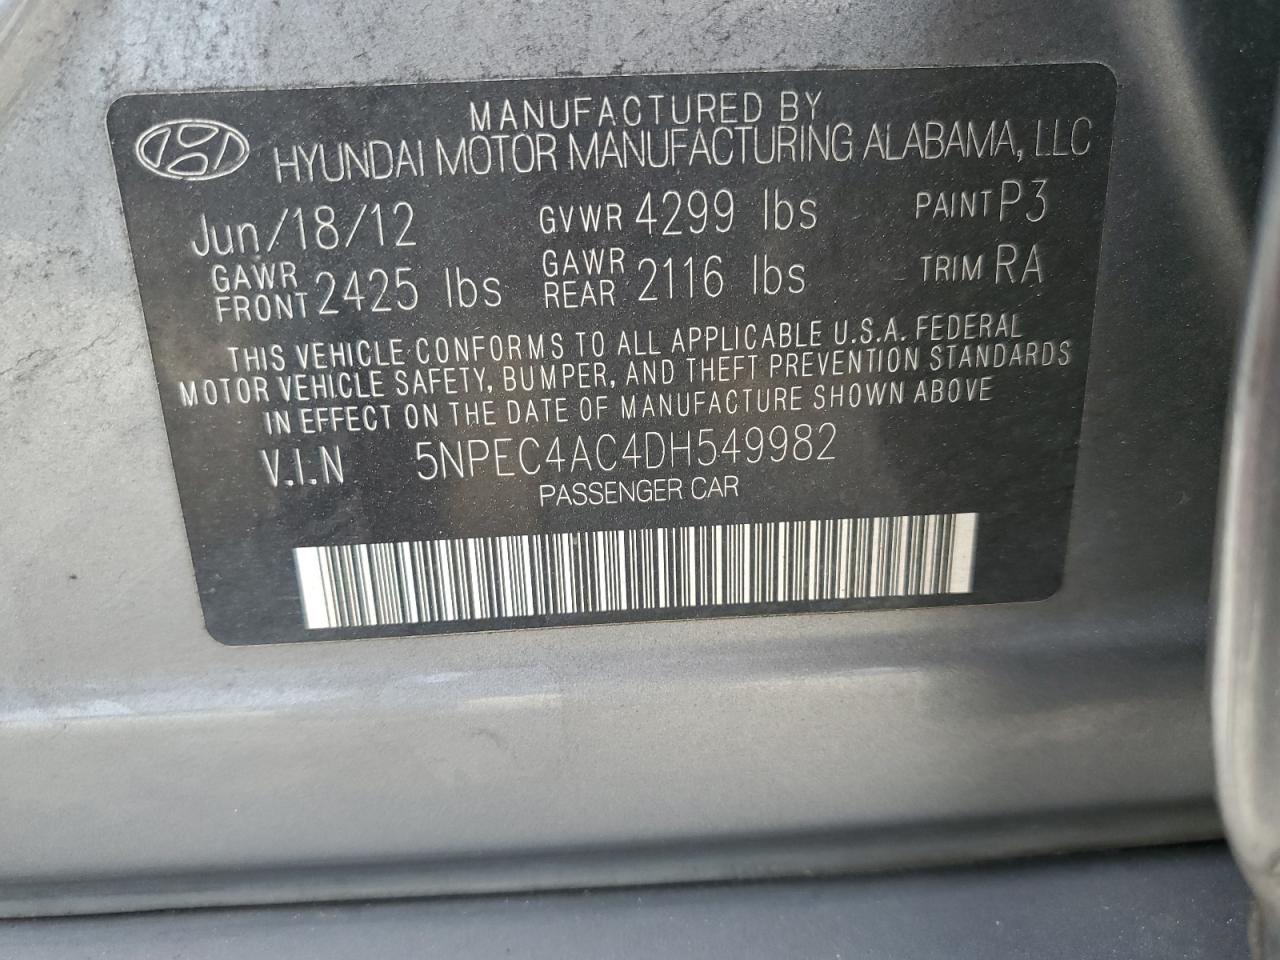 MANUFACTURED BY
HYUNDAI MOTOR MANUFACTURING ALABAMA, LLC
Jun/18/12 GVWR 4299 lbs PAINT P3
GAWR FRONT 2425 lbs GAWR REAR 2116 lbs TRIM RA
THIS VEHICLE CONFORMS TO ALL APPLICABLE U.S.A. FEDERAL
MOTOR VEHICLE SAFETY, BUMPER, AND THEFT PREVENTION STANDARDS
IN EFFECT ON THE DATE OF MANUFACTURE SHOWN ABOVE
V.I.N 5NPEC4AC4DH549982
PASSENGER CAR